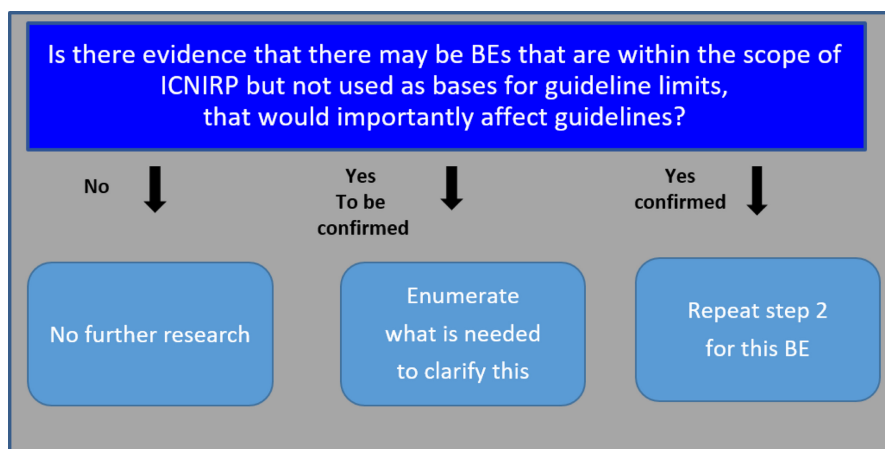 Is there evidence that there may be BEs that are within the scope of
ICNIRP but not used as bases for guideline limits,
that would importantly affect guidelines?
No
Yes
To be
confirmed
Yes
confirmed
No further research
Enumerate
what is needed
to clarify this
Repeat step 2
for this BE